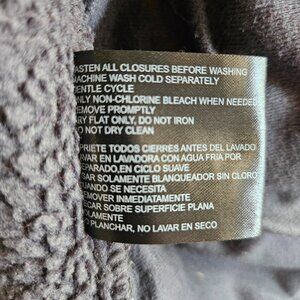 ASTEN ALL CLOSURES BEFORE WASHING
MACHINE WASH COLD SEPARATELY
GENTLE CYCLE
ONLY NON-CHLORINE BLEACH WHEN NEEDED
REMOVE PROMPTLY
DRY FLAT ONLY, DO NOT IRON
DO NOT DRY CLEAN
PRIETE TODOS CIERRES ANTES DEL LAVADO
AVAR EN LAVADORA CON AGUA FRIA POR
EPARADO,EN CICLO SUAVE
SAR SOLAMENTE BLANQUEADOR SIN CLORO
CUANDO SE NECESITA
REMOVER INMEDIATAMENTE
ECAR SOBRE SUPERFICIE PLANA
OLAMENTE
O PLANCHAR, NO LAVAR EN SECO